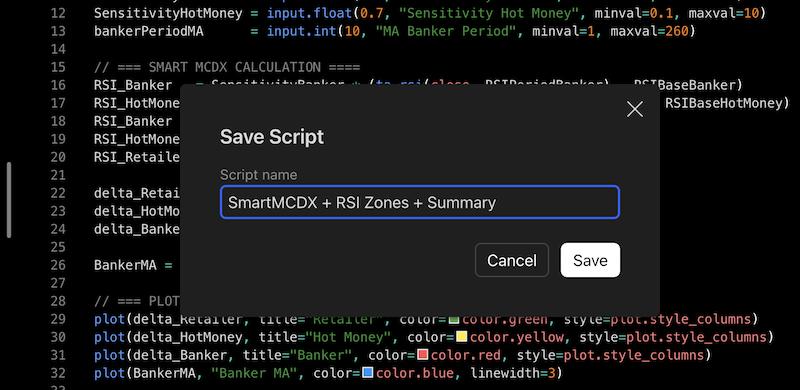 12 SensitivityHotMoney = input.float(0.7, "Sensitivity Hot Money", minval=0.1, maxval=10)
13 bankerPeriodMA = input.int(10, "MA Banker Period", minval=1, maxval=260)
14
15 // === SMART MCDX CALCULATION ====
16 RSI_Banker = SensitivityBanker * (ta.rsi(close, RSIPeriodBanker) - RSIBaseBanker)
17 RSI_HotMone RSIBaseHotMoney)
18 RSI_Banker
19 RSI_HotMone
20 RSI_Retaile
21
22 delta_Retai
23 delta_HotMo
24 delta_Banke
25
26 BankerMA =
27
28 // === PLOT
29 plot(delta_Retailer, title="Retailer", color=color.green, style=plot.style_columns)
30 plot(delta_HotMoney, title="Hot Money", color=color.yellow, style=plot.style_columns)
31 plot(delta_Banker, title="Banker", color=color.red, style=plot.style_columns)
32 plot(BankerMA, "Banker MA", color=color.blue, linewidth=3)
Save Script
Script name
SmartMCDX + RSI Zones + Summary
Cancel
Save